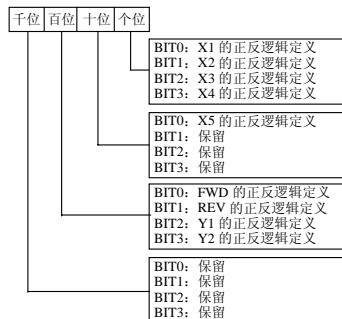 千位 百位 十位 个位
BIT0：X1 的正反逻辑定义
BIT1：X2 的正反逻辑定义
BIT2：X3 的正反逻辑定义
BIT3：X4 的正反逻辑定义
BIT0：X5 的正反逻辑定义
BIT1：保留
BIT2：保留
BIT3：保留
BIT0：FWD 的正反逻辑定义
BIT1：REV 的正反逻辑定义
BIT2：Y1 的正反逻辑定义
BIT3：Y2 的正反逻辑定义
BIT0：保留
BIT1：保留
BIT2：保留
BIT3：保留